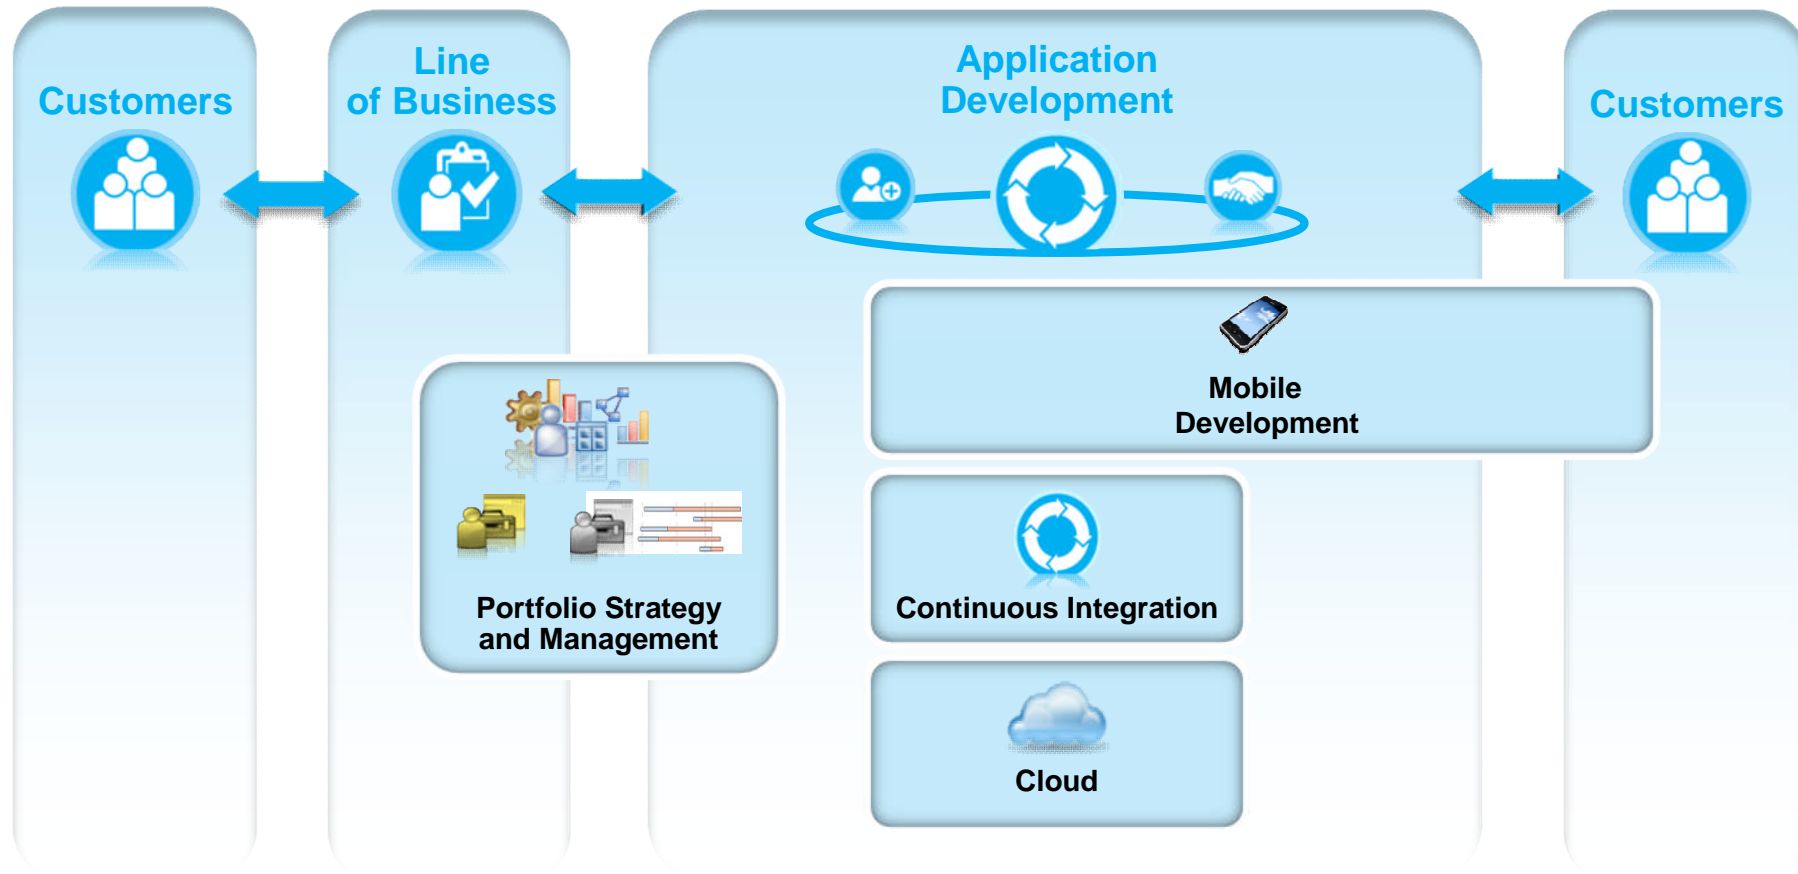 Customers
Line
of Business
Application
Development
Customers
Mobile
Development
Portfolio Strategy
and Management
Continuous Integration
Cloud